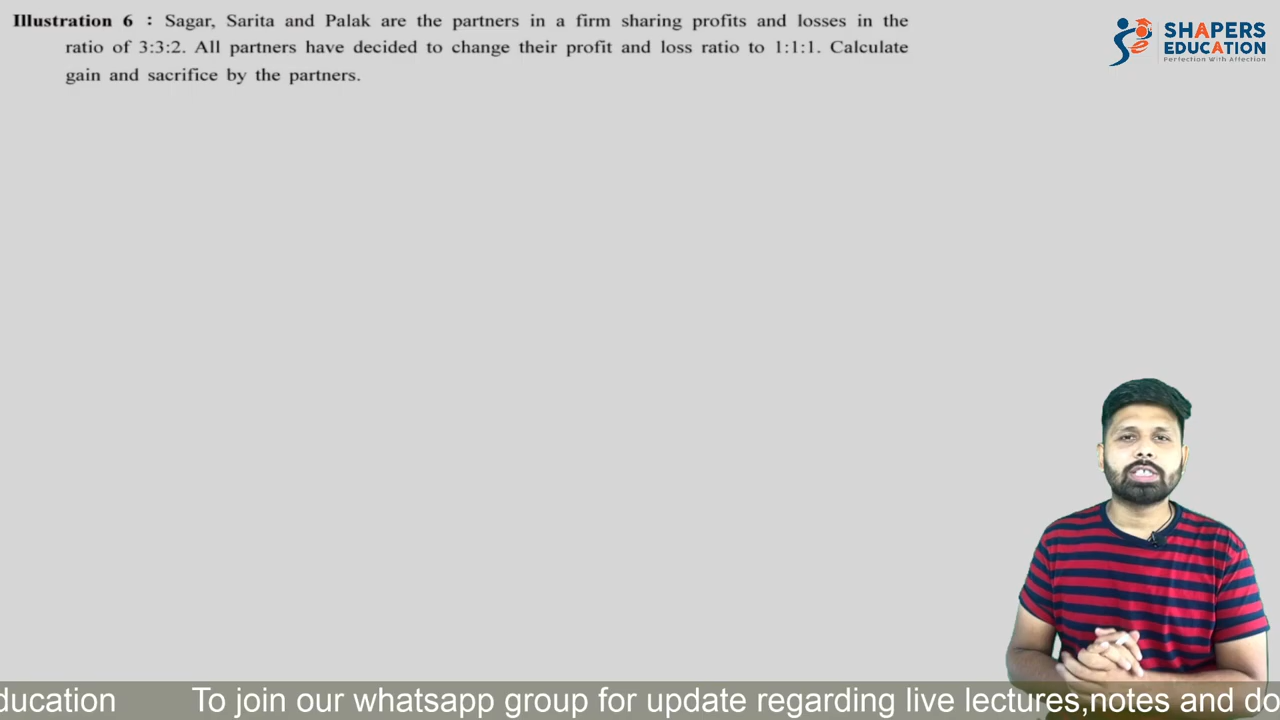 Illustration 6 : Sagar, Sarita and Palak are the partners in a firm sharing profits and losses in the
ratio of 3:3:2. All partners have decided to change their profit and loss ratio to 1:1:1. Calculate
gain and sacrifice by the partners.
SHAPERS
EDUCATION
Perfection With Affection
ducation To join our whatsapp group for update regarding live lectures,notes and do